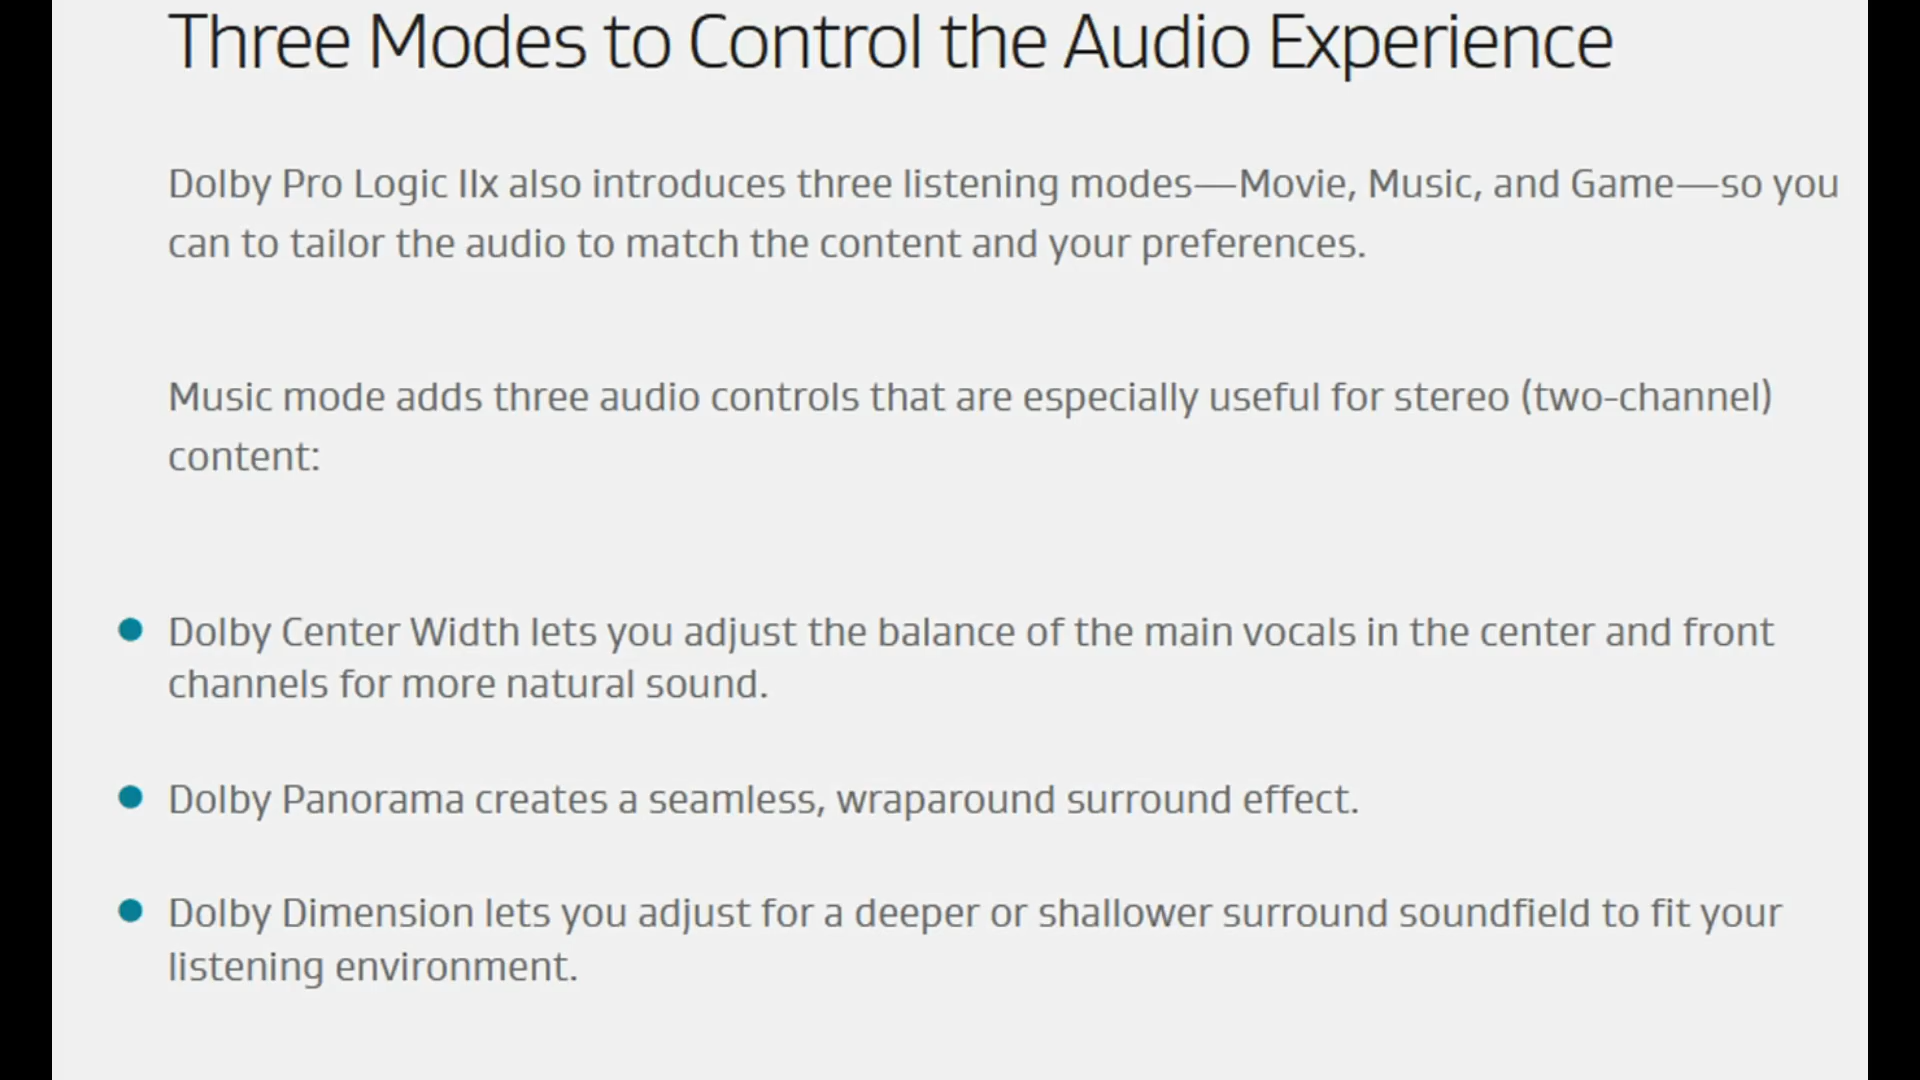 Three Modes to Control the Audio Experience
Dolby Pro Logic IIx also introduces three listening modes—Movie, Music, and Game—so you
can to tailor the audio to match the content and your preferences.
Music mode adds three audio controls that are especially useful for stereo (two-channel)
content:
Dolby Center Width lets you adjust the balance of the main vocals in the center and front
channels for more natural sound.
Dolby Panorama creates a seamless, wraparound surround effect.
Dolby Dimension lets you adjust for a deeper or shallower surround soundfield to fit your
listening environment.